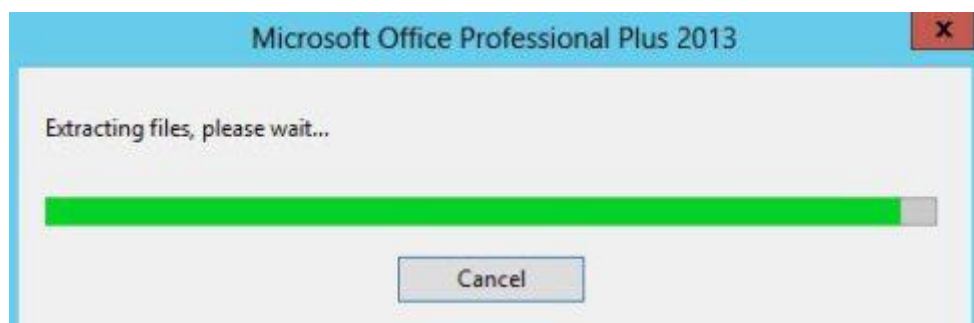 Microsoft Office Professional Plus 2013
x
Extracting files, please wait...
Cancel